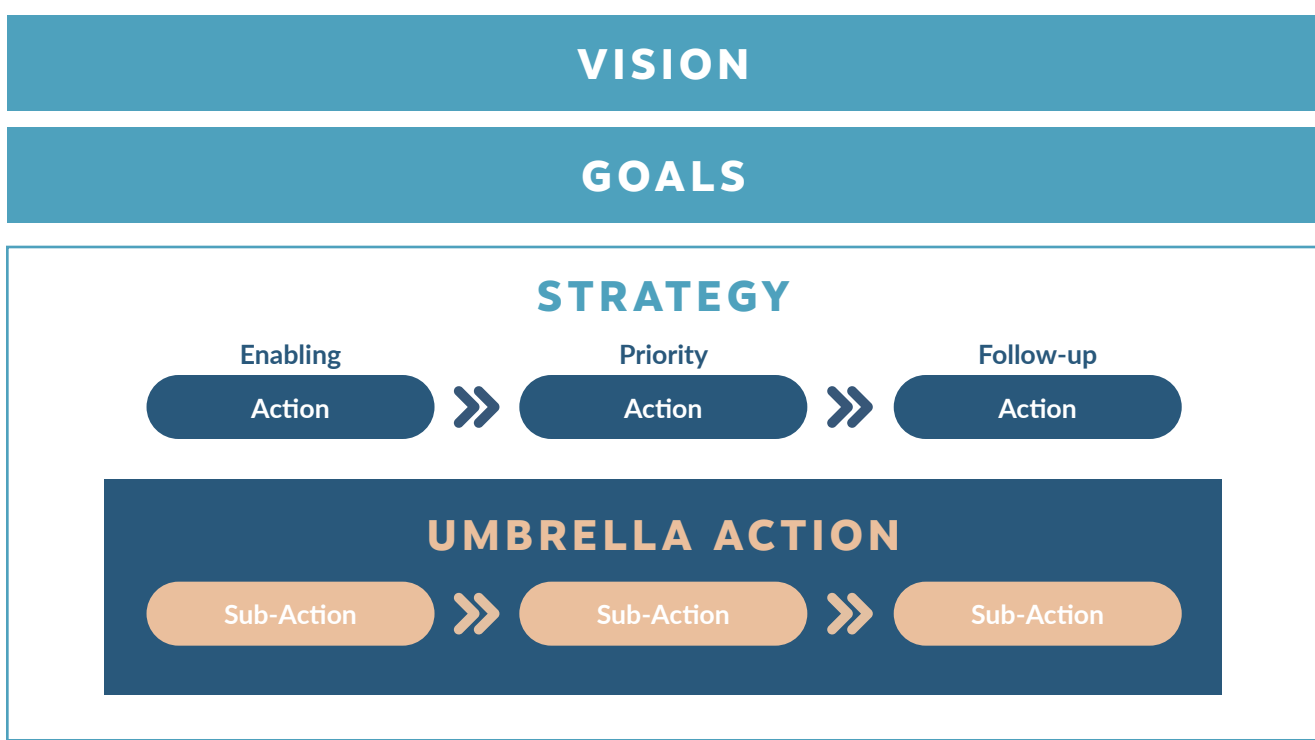 VISION
GOALS
STRATEGY
Enabling Priority Follow-up
Action Action Action
UMBRELLA ACTION
Sub-Action Sub-Action Sub-Action